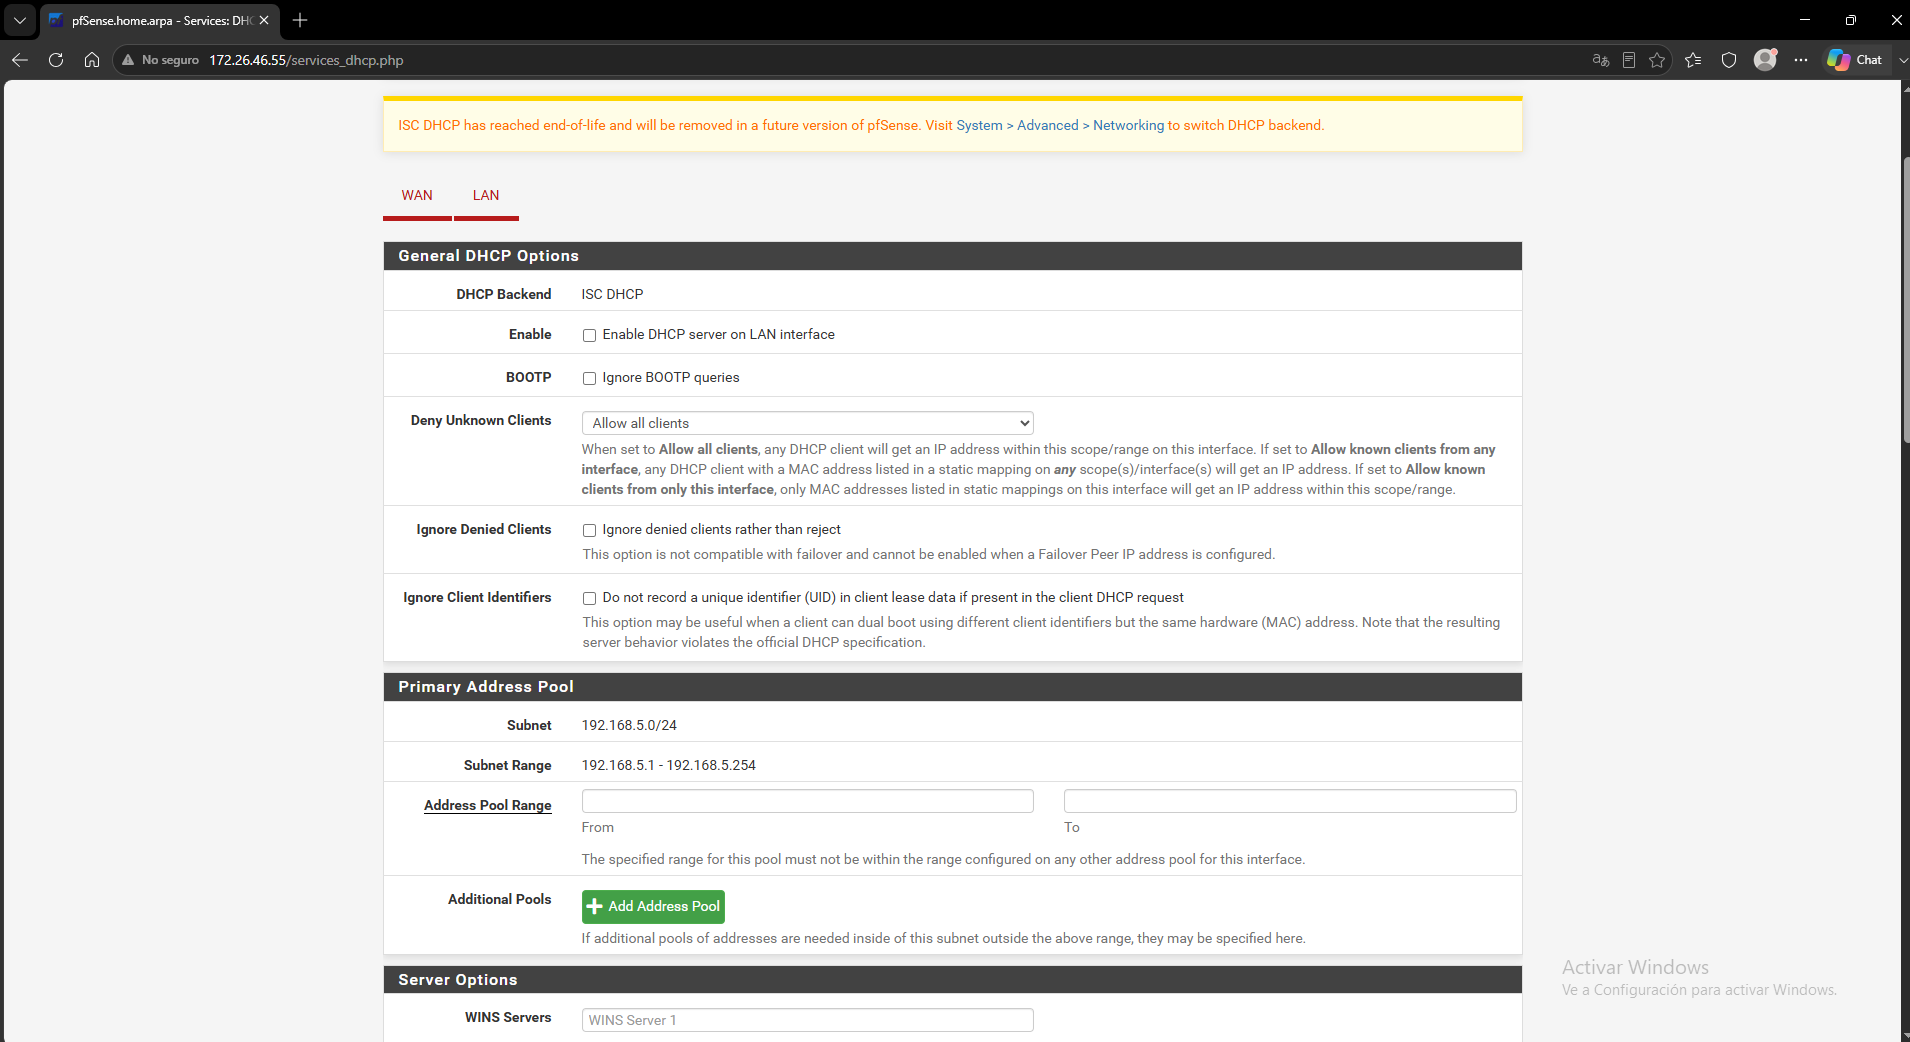 pfSense.home.arpa - Services: DHC
No seguro 172.26.46.55/services_dhcp.php
Chat
ISC DHCP has reached end-of-life and will be removed in a future version of pfSense. Visit System > Advanced > Networking to switch DHCP backend.
WAN LAN
General DHCP Options
DHCP Backend ISC DHCP
Enable Enable DHCP server on LAN interface
BOOTP Ignore BOOTP queries
Deny Unknown Clients Allow all clients
When set to Allow all clients, any DHCP client will get an IP address within this scope/range on this interface. If set to Allow known clients from any
interface, any DHCP client with a MAC address listed in a static mapping on any scope(s)/interface(s) will get an IP address. If set to Allow known
clients from only this interface, only MAC addresses listed in static mappings on this interface will get an IP address within this scope/range.
Ignore Denied Clients Ignore denied clients rather than reject
This option is not compatible with failover and cannot be enabled when a Failover Peer IP address is configured.
Ignore Client Identifiers Do not record a unique identifier (UID) in client lease data if present in the client DHCP request
This option may be useful when a client can dual boot using different client identifiers but the same hardware (MAC) address. Note that the resulting
server behavior violates the official DHCP specification.
Primary Address Pool
Subnet 192.168.5.0/24
Subnet Range 192.168.5.1 - 192.168.5.254
Address Pool Range
From To
The specified range for this pool must not be within the range configured on any other address pool for this interface.
Additional Pools Add Address Pool
If additional pools of addresses are needed inside of this subnet outside the above range, they may be specified here.
Server Options
WINS Servers WINS Server 1
Activar Windows
Ve a Configuración para activar Windows.